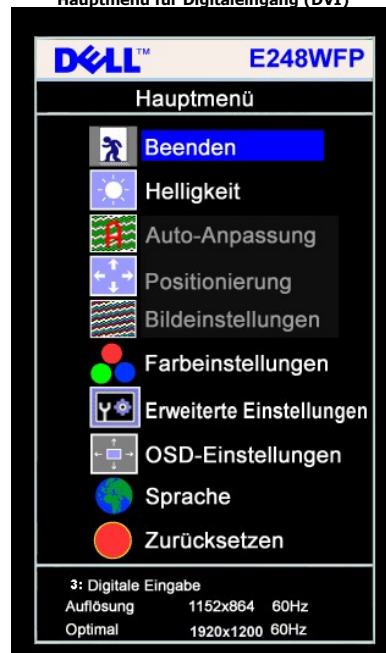 Hauptmenü für Digitaleingang (DVI)
DELL™ E248WFP
Hauptmenü
Beenden
Helligkeit
Auto-Anpassung
Positionierung
Bildeinstellungen
Farbeinstellungen
Erweiterte Einstellungen
OSD-Einstellungen
Sprache
Zurücksetzen
3: Digitale Eingabe
Auflösung 1152x864 60Hz
Optimal 1920x1200 60Hz